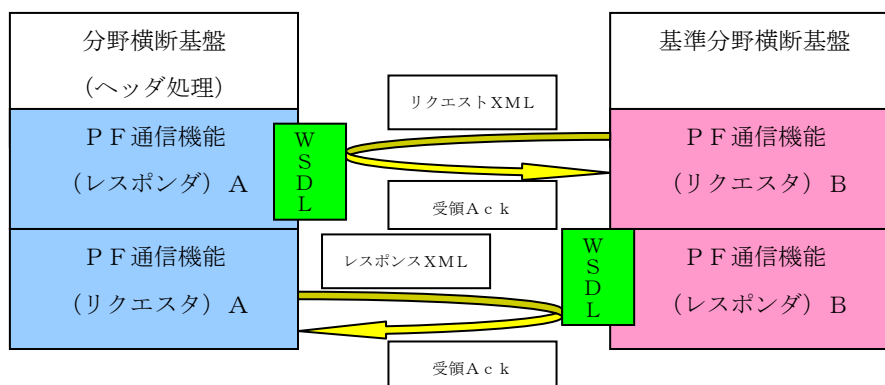 分野横断基盤
(ヘッダ処理)
基準分野横断基盤
リクエストXML
ＰＦ通信機能
(レスポンダ) Ａ
WSDL
ＰＦ通信機能
(リクエスタ) Ｂ
受領Ａｃｋ
ＰＦ通信機能
(リクエスタ) Ａ
レスポンスXML
WSDL
ＰＦ通信機能
(レスポンダ) Ｂ
受領Ａｃｋ